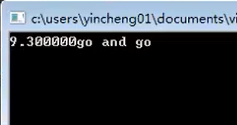 c:\users\yincheng01\documents\vi
9.300000go and go